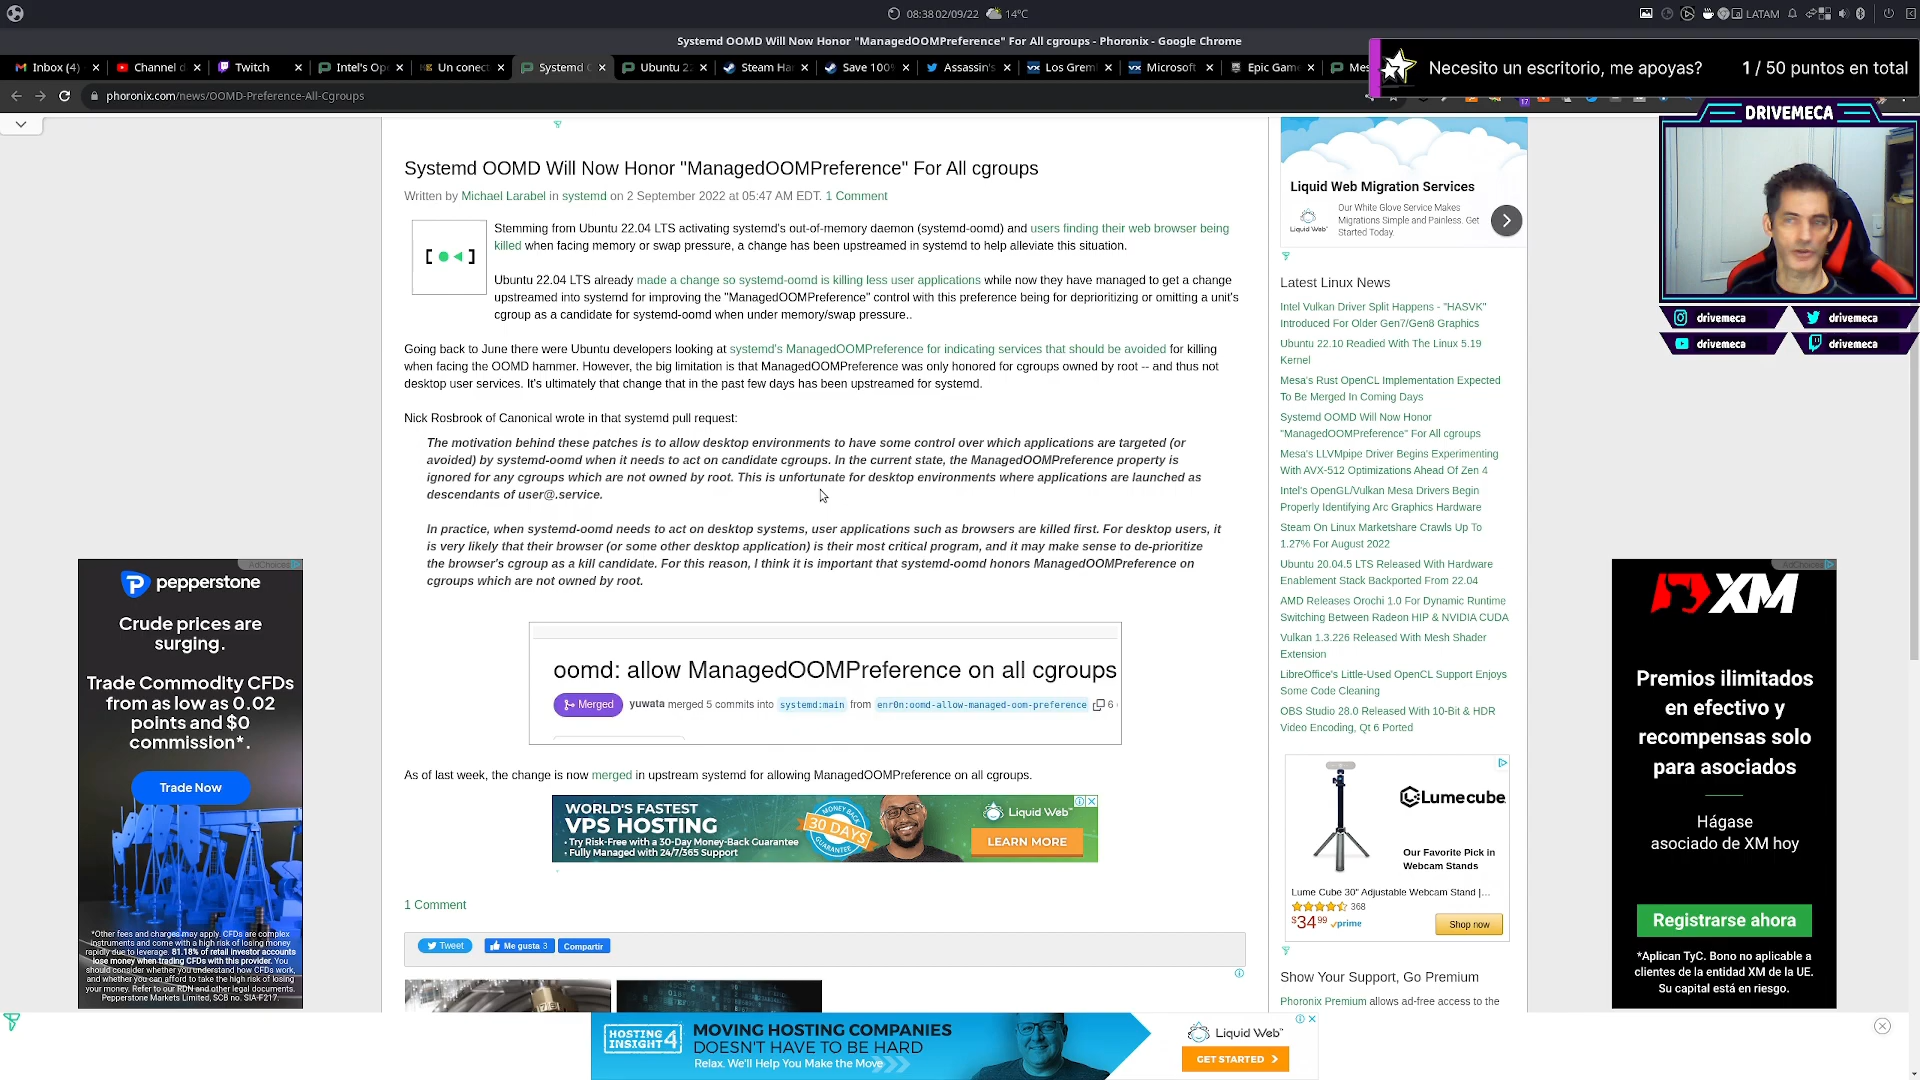 08:38 02/09/22 14°C
LATAM
Systemd OOMD Will Now Honor "ManagedOOMPreference" For All cgroups - Phoronix - Google Chrome
Inbox (4)
Channel d
Twitch
Intel's Ope
Un conect
Systemd O
Ubuntu 22
Steam Har
Save 100%
Assassin's
Los Greml
Microsoft
Epic Game
Mes
Necesito un escritorio, me apoyas?
1 / 50 puntos en total
phoronix.com/news/OOMD-Preference-All-Cgroups
17
DRIVEMECA
drivemeca
drivemeca
drivemeca
drivemeca
Systemd OOMD Will Now Honor "ManagedOOMPreference" For All cgroups
Written by Michael Larabel in systemd on 2 September 2022 at 05:47 AM EDT. 1 Comment
Stemming from Ubuntu 22.04 LTS activating systemd's out-of-memory daemon (systemd-oomd) and users finding their web browser being
killed when facing memory or swap pressure, a change has been upstreamed in systemd to help alleviate this situation.
Ubuntu 22.04 LTS already made a change so systemd-oomd is killing less user applications while now they have managed to get a change
upstreamed into systemd for improving the "ManagedOOMPreference" control with this preference being for deprioritizing or omitting a unit's
cgroup as a candidate for systemd-oomd when under memory/swap pressure..
Going back to June there were Ubuntu developers looking at systemd's ManagedOOMPreference for indicating services that should be avoided for killing
when facing the OOMD hammer. However, the big limitation is that ManagedOOMPreference was only honored for cgroups owned by root -- and thus not
desktop user services. It's ultimately that change that in the past few days has been upstreamed for systemd.
Nick Rosbrook of Canonical wrote in that systemd pull request:
The motivation behind these patches is to allow desktop environments to have some control over which applications are targeted (or
avoided) by systemd-oomd when it needs to act on candidate cgroups. In the current state, the ManagedOOMPreference property is
ignored for any cgroups which are not owned by root. This is unfortunate for desktop environments where applications are launched as
descendants of user@.service.
In practice, when systemd-oomd needs to act on desktop systems, user applications such as browsers are killed first. For desktop users, it
is very likely that their browser (or some other desktop application) is their most critical program, and it may make sense to de-prioritize
the browser's cgroup as a kill candidate. For this reason, I think it is important that systemd-oomd honors ManagedOOMPreference on
cgroups which are not owned by root.
oomd: allow ManagedOOMPreference on all cgroups
Merged yuwata merged 5 commits into systemd:main from enr0n:oomd-allow-managed-oom-preference 6
As of last week, the change is now merged in upstream systemd for allowing ManagedOOMPreference on all cgroups.
WORLD'S FASTEST
VPS HOSTING
· Try Risk-Free with a 30-Day Money-Back Guarantee
· Fully Managed with 24/7/365 Support
MONEY BACK
30 DAYS
GUARANTEE
Liquid Web
LEARN MORE
1 Comment
Tweet
Me gusta 3
Compartir
Liquid Web Migration Services
Liquid Web
Our White Glove Service Makes
Migrations Simple and Painless. Get
Started Today.
Latest Linux News
Intel Vulkan Driver Split Happens - "HASVK"
Introduced For Older Gen7/Gen8 Graphics
Ubuntu 22.10 Readied With The Linux 5.19
Kernel
Mesa's Rust OpenCL Implementation Expected
To Be Merged In Coming Days
Systemd OOMD Will Now Honor
"ManagedOOMPreference" For All cgroups
Mesa's LLVMpipe Driver Begins Experimenting
With AVX-512 Optimizations Ahead Of Zen 4
Intel's OpenGL/Vulkan Mesa Drivers Begin
Properly Identifying Arc Graphics Hardware
Steam On Linux Marketshare Crawls Up To
1.27% For August 2022
Ubuntu 20.04.5 LTS Released With Hardware
Enablement Stack Backported From 22.04
AMD Releases Orochi 1.0 For Dynamic Runtime
Switching Between Radeon HIP & NVIDIA CUDA
Vulkan 1.3.226 Released With Mesh Shader
Extension
LibreOffice's Little-Used OpenCL Support Enjoys
Some Code Cleaning
OBS Studio 28.0 Released With 10-Bit & HDR
Video Encoding, Qt 6 Ported
Lumecube
Our Favorite Pick in
Webcam Stands
Lume Cube 30" Adjustable Webcam Stand |...
368
$34.99 prime
Shop now
Show Your Support, Go Premium
Phoronix Premium allows ad-free access to the
AdChoices
pepperstone
Crude prices are
surging.
Trade Commodity CFDs
from as low as 0.02
points and $0
commission*.
Trade Now
*Other fees and charges may apply. CFDs are complex
instruments and come with a high risk of losing money
rapidly due to leverage. 81.18% of retail investor accounts
lose money when trading CFDs with this provider. You
should consider whether you understand how CFDs work,
and whether you can afford to take the high risk of losing
your money. Refer to our RDN and other legal documents.
Pepperstone Markets Limited, SCB no. SIA-F217.
AdChoices
XM
Premios ilimitados
en efectivo y
recompensas solo
para asociados
Hágase
asociado de XM hoy
Registrarse ahora
*Aplican TyC. Bono no aplicable a
clientes de la entidad XM de la UE.
Su capital está en riesgo.
HOSTING
INSIGHT 4
MOVING HOSTING COMPANIES
DOESN'T HAVE TO BE HARD
Relax. We'll Help You Make the Move
Liquid Web
GET STARTED